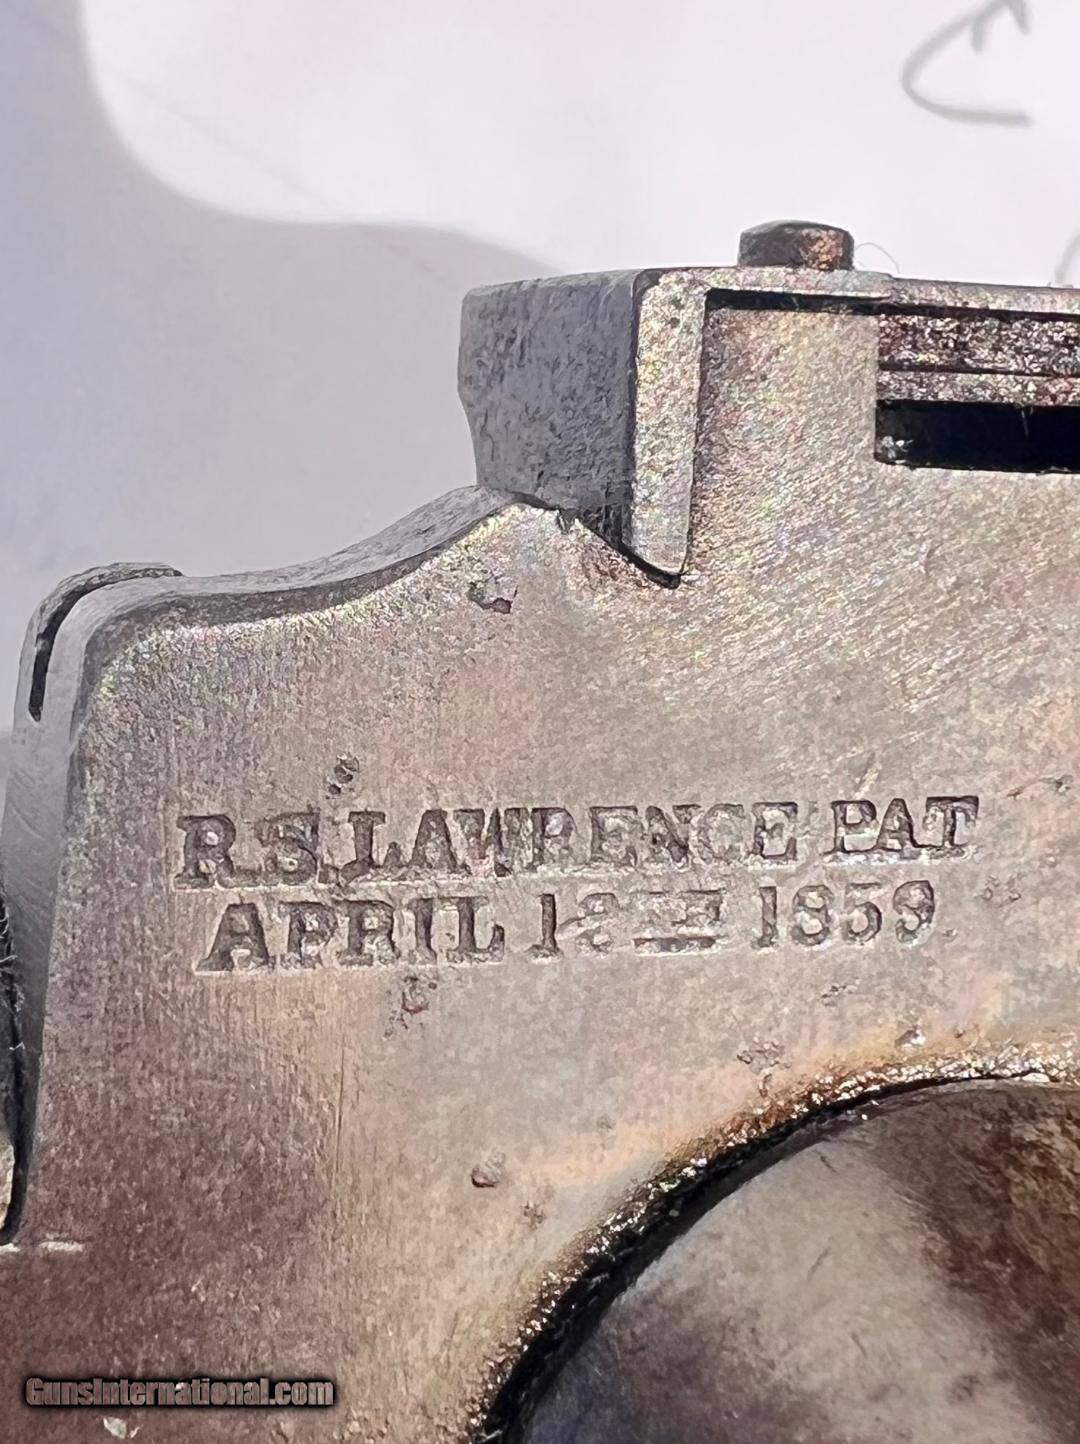 R.S.LAWRENCE PAT
APRIL 12TH 1859.
GunsInternational.com